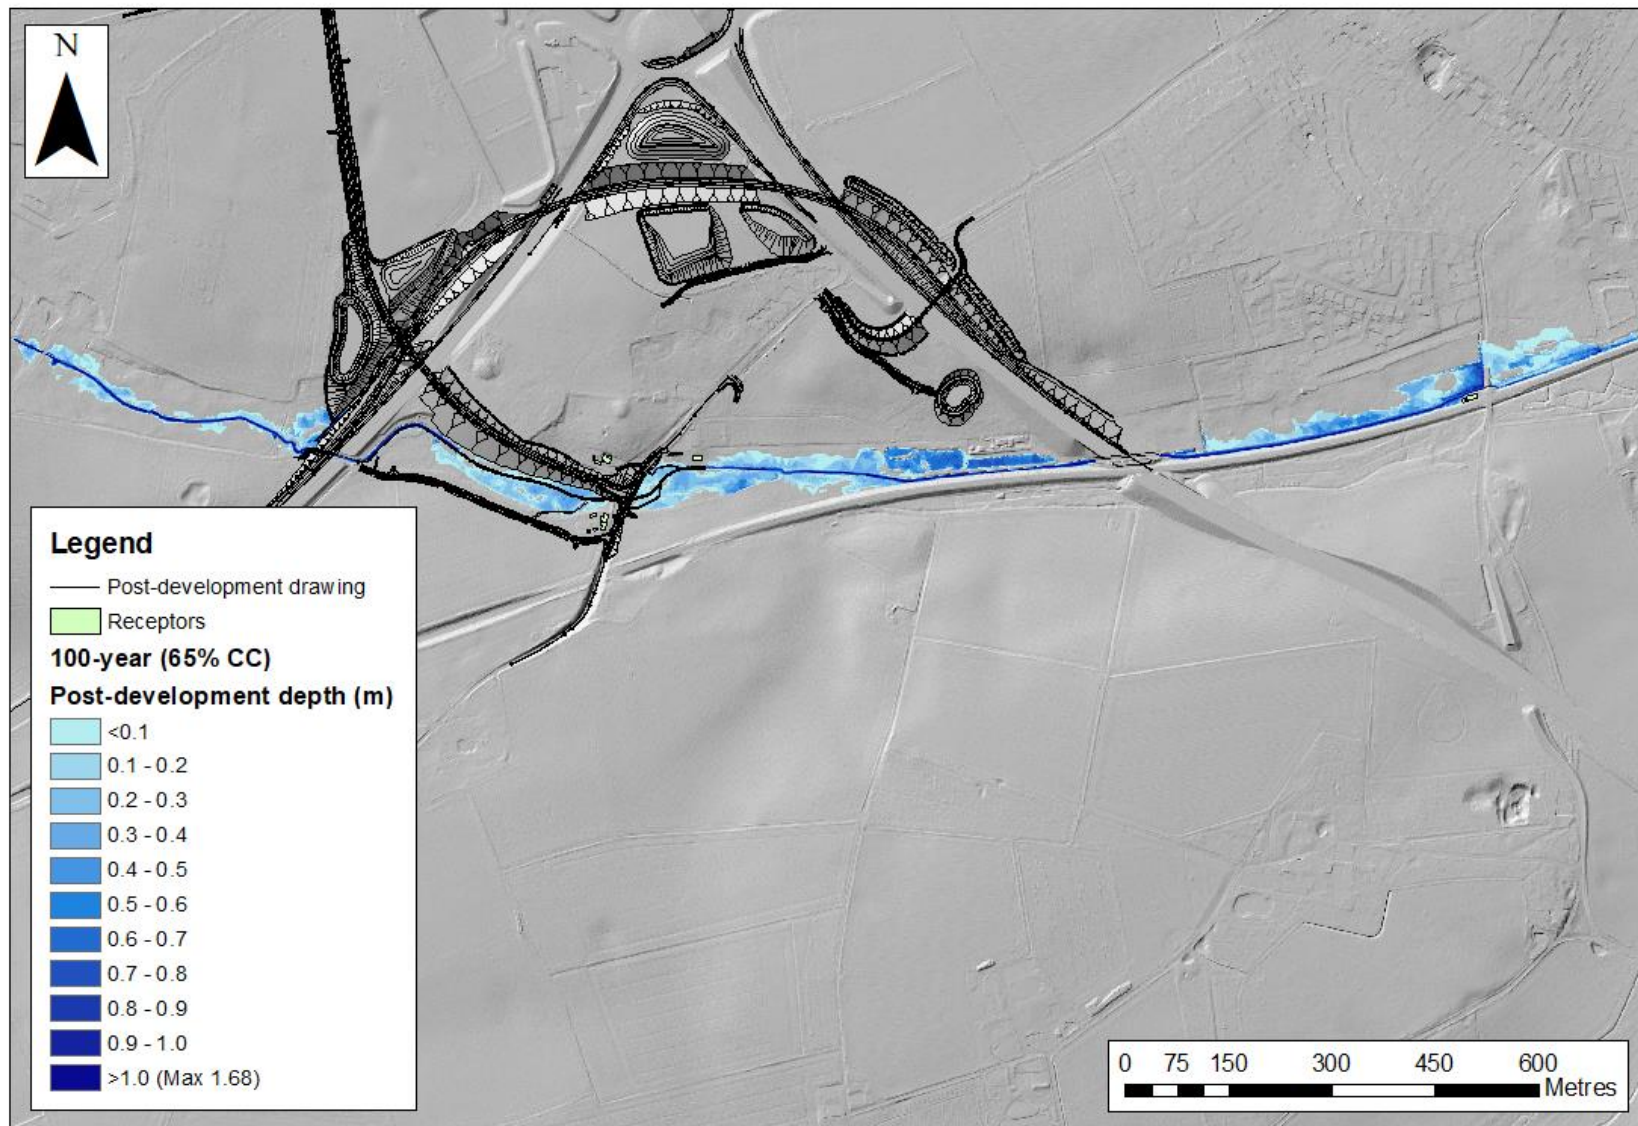 N
Legend
Post-development drawing
Receptors
100-year (65% CC)
Post-development depth (m)
<0.1
0.1 - 0.2
0.2 - 0.3
0.3 - 0.4
0.4 - 0.5
0.5 - 0.6
0.6 - 0.7
0.7 - 0.8
0.8 - 0.9
0.9 - 1.0
>1.0 (Max 1.68)
0 75 150 300 450 600
Metres